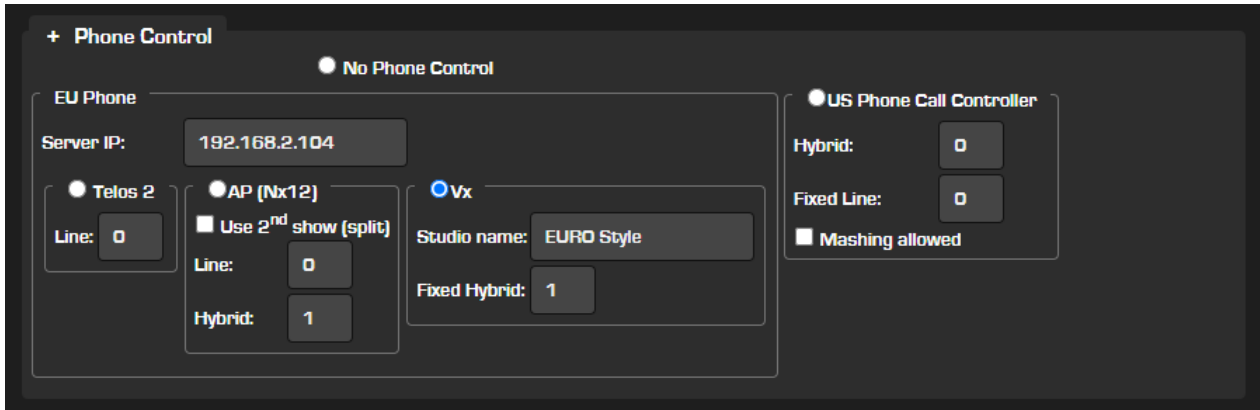 + Phone Control
No Phone Control
EU Phone
Server IP: 192.168.2.104
Telos 2
Line: 0
AP (Nx12)
Use 2nd show (split)
Line: 0
Hybrid: 1
Vx
Studio name: EURO Style
Fixed Hybrid: 1
US Phone Call Controller
Hybrid: 0
Fixed Line: 0
Mashing allowed